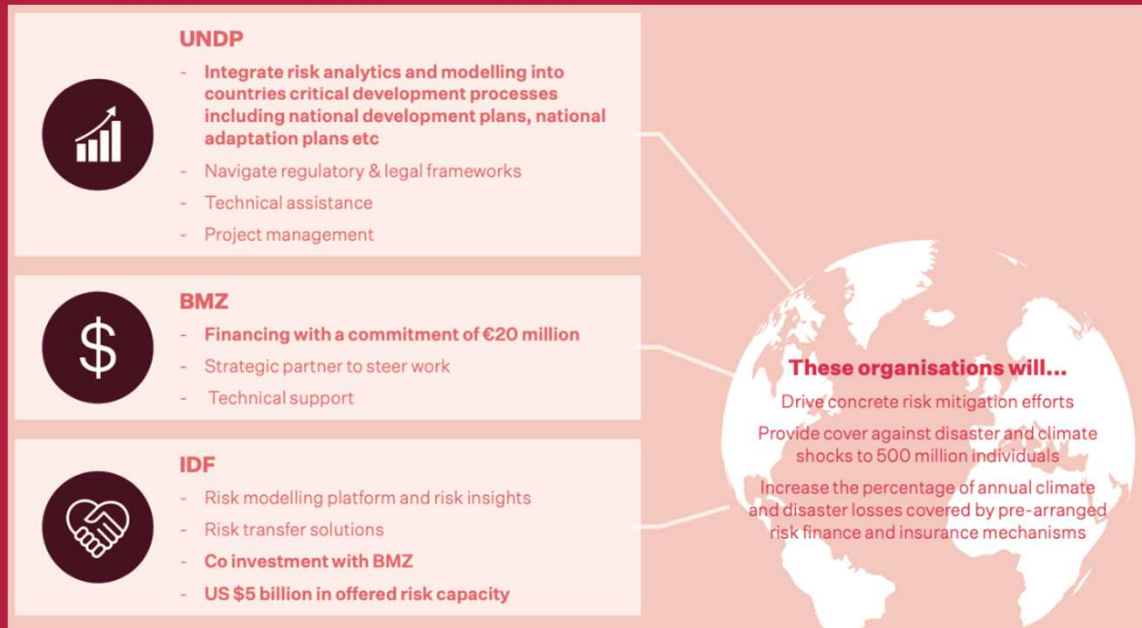 UNDP
- Integrate risk analytics and modelling into
countries critical development processes
including national development plans, national
adaptation plans etc
- Navigate regulatory & legal frameworks
- Technical assistance
- Project management
$
BMZ
- Financing with a commitment of €20 million
- Strategic partner to steer work
- Technical support
IDF
- Risk modelling platform and risk insights
- Risk transfer solutions
- Co investment with BMZ
- US $5 billion in offered risk capacity
These organisations will...
Drive concrete risk mitigation efforts
Provide cover against disaster and climate
shocks to 500 million individuals
Increase the percentage of annual climate
and disaster losses covered by pre-arranged
risk finance and insurance mechanisms